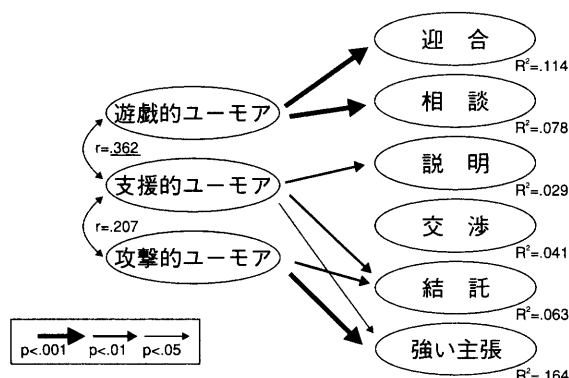 迎 合
R²=.114
遊戯的ユーモア
相 談
R²=.078
r=.362
支援的ユーモア
説 明
R²=.029
r=.207
交 渉
R²=.041
攻撃的ユーモア
結 託
R²=.063
p<.001 p<.01 p<.05
強い主張
R²=.164